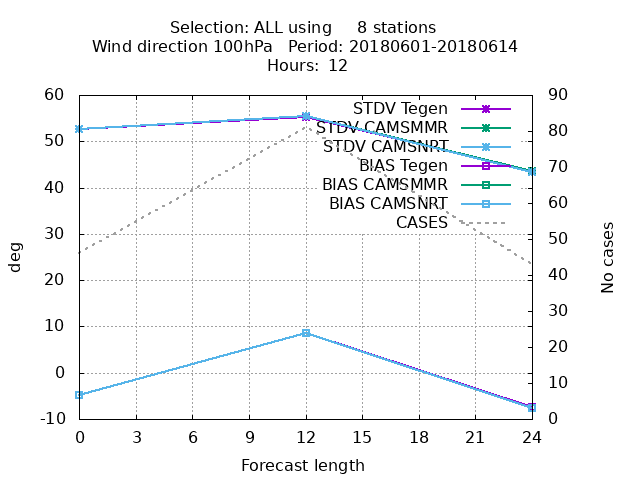 Selection: ALL using     8 stations
Wind direction 100hPa   Period: 20180601-20180614
Hours: 12
60 90
50 80
40 70
30 60
20 50
10 40
0 30
-10 20
10
0
STDV Tegen
STDV CAMSMMR
STDV CAMSNRT
BIAS Tegen
BIAS CAMSMMR
BIAS CAMSNRT
CASES
deg
No cases
0 3 6 9 12 15 18 21 24
Forecast length